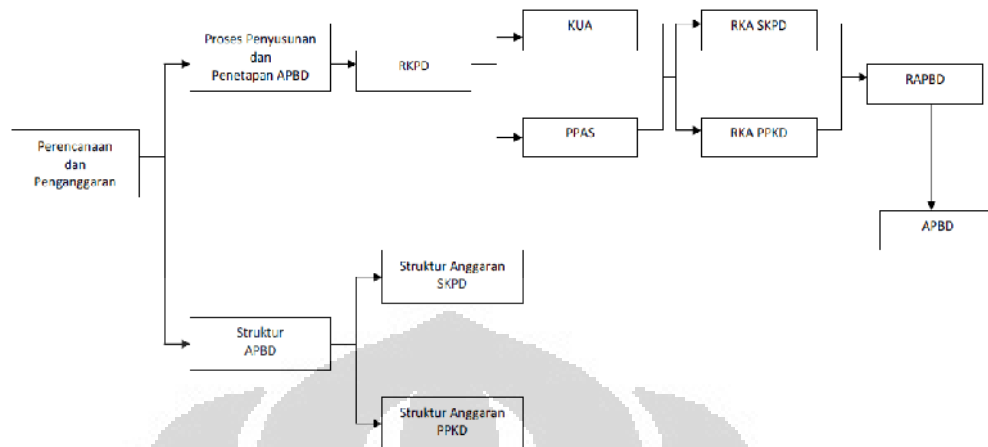 Perencanaan
dan
Penganggaran
Proses Penyusunan
dan
Penetapan APBD
RKPD
KUA
PPAS
RKA SKPD
RKA PPKD
RAPBD
APBD
Struktur
APBD
Struktur Anggaran
SKPD
Struktur Anggaran
PPKD